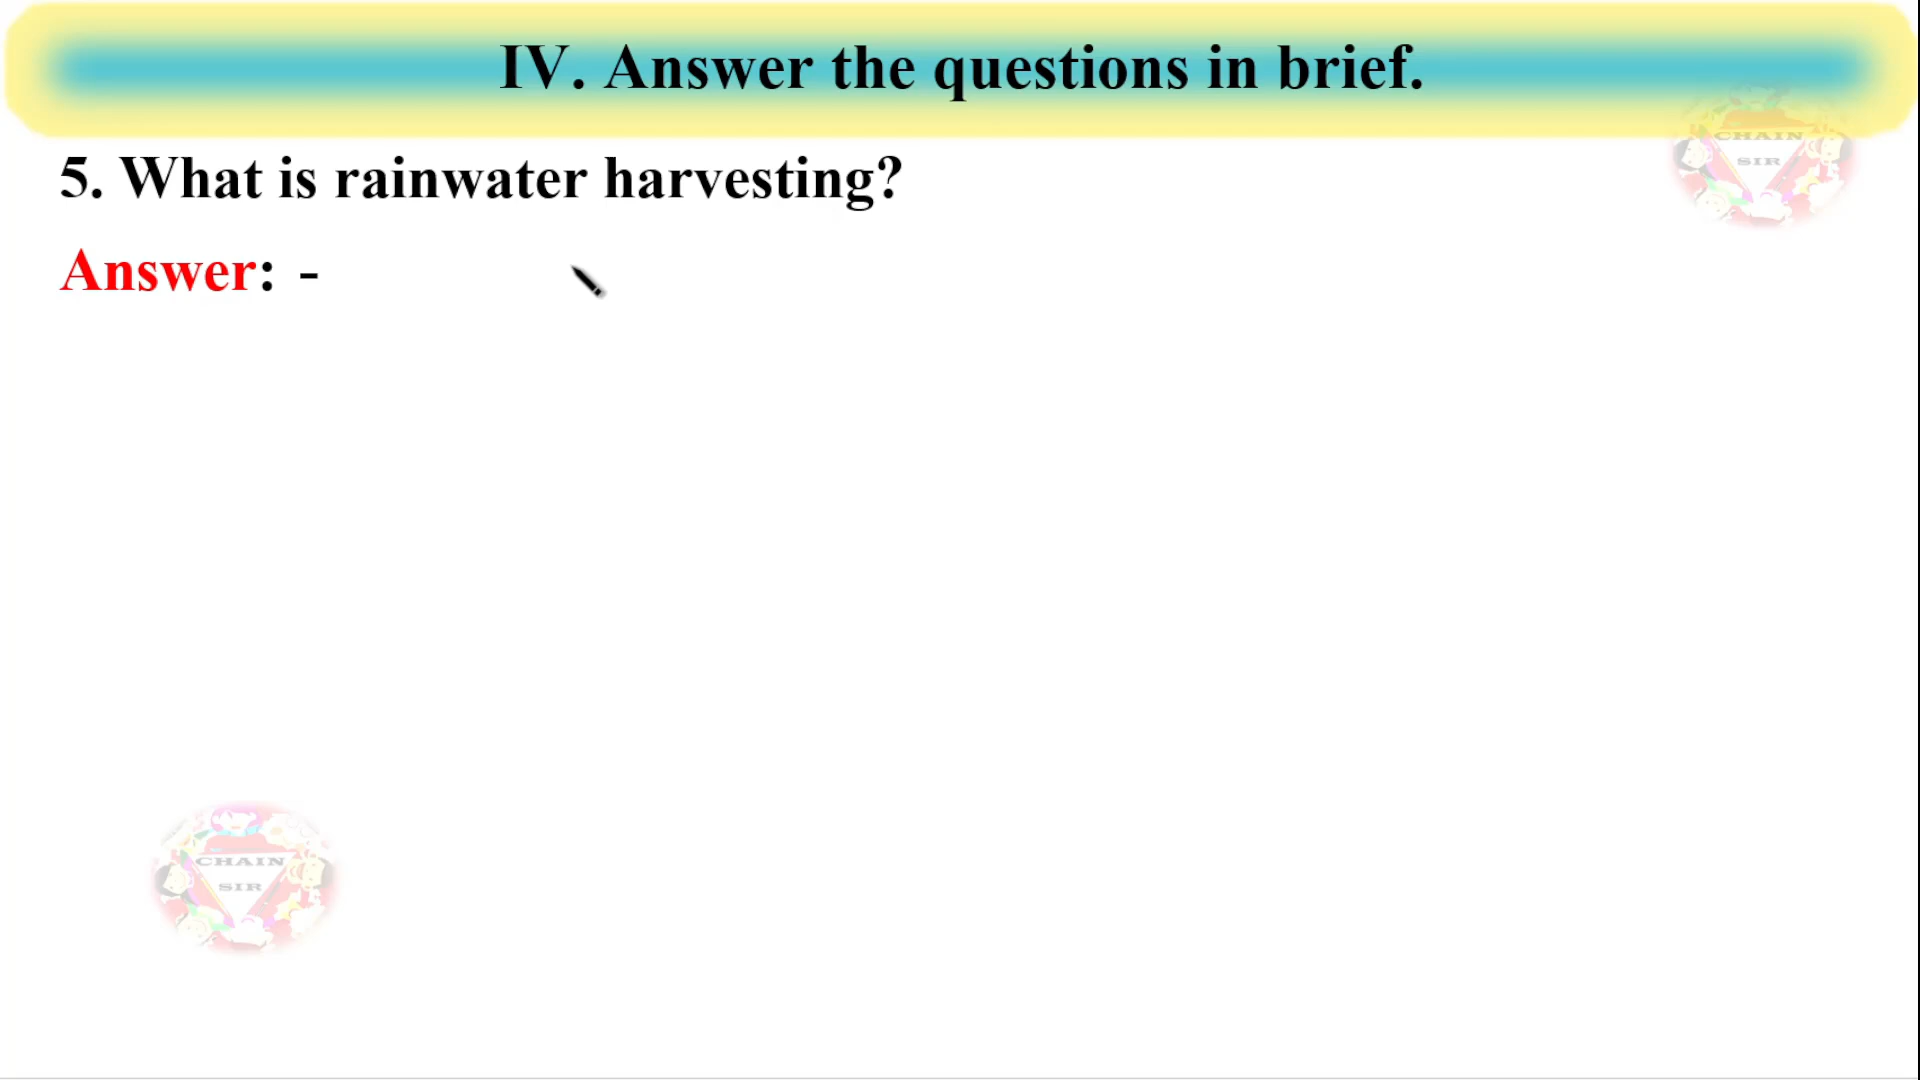 IV. Answer the questions in brief.
CHAIN
SIR
5. What is rainwater harvesting?
Answer: -
CHAIN
SIR